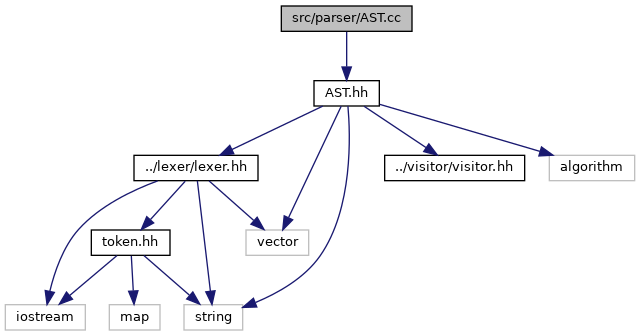 src/parser/AST.cc
AST.hh
../lexer/lexer.hh
../visitor/visitor.hh
algorithm
token.hh
vector
iostream
map
string